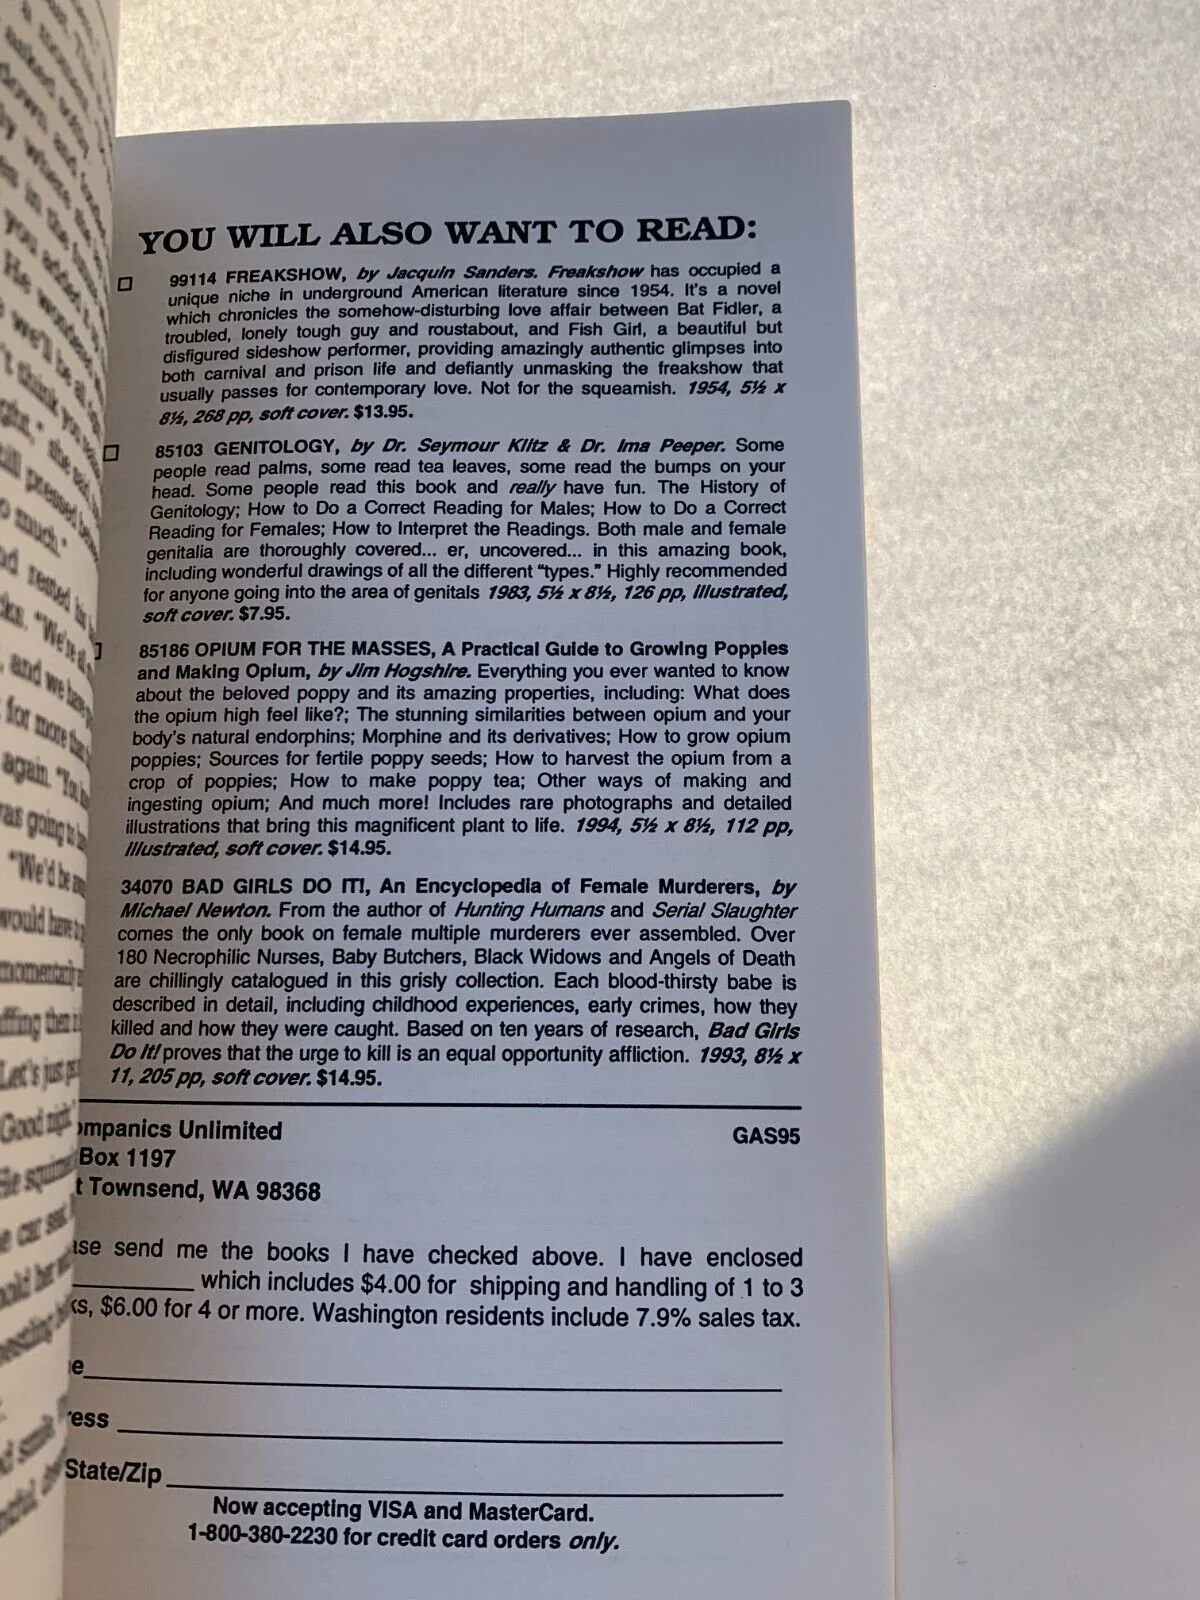 YOU WILL ALSO WANT TO READ:
99114 FREAKSHOW, by Jacquin Sanders. Freakshow has occupied a
unique niche in underground American literature since 1954. It's a novel
which chronicles the somehow-disturbing love affair between Bat Fidler, a
troubled, lonely tough guy and roustabout, and Fish Girl, a beautiful but
disfigured sideshow performer, providing amazingly authentic glimpses into
both carnival and prison life and defiantly unmasking the freakshow that
usually passes for contemporary love. Not for the squeamish. 1954, 5½ x
8½, 268 pp, soft cover. $13.95.
85103 GENITOLOGY, by Dr. Seymour Klitz & Dr. Ima Peeper. Some
people read palms, some read tea leaves, some read the bumps on your
head. Some people read this book and really have fun. The History of
Genitology; How to Do a Correct Reading for Males; How to Do a Correct
Reading for Females; How to Interpret the Readings. Both male and female
genitalia are thoroughly covered... er, uncovered... in this amazing book,
including wonderful drawings of all the different "types." Highly recommended
for anyone going into the area of genitals 1983, 5½ x 8½, 126 pp, Illustrated,
soft cover. $7.95.
85186 OPIUM FOR THE MASSES, A Practical Guide to Growing Poppies
and Making Opium, by Jim Hogshire. Everything you ever wanted to know
about the beloved poppy and its amazing properties, including: What does
the opium high feel like?; The stunning similarities between opium and your
body's natural endorphins; Morphine and its derivatives; How to grow opium
poppies; Sources for fertile poppy seeds; How to harvest the opium from a
crop of poppies; How to make poppy tea; Other ways of making and
ingesting opium; And much more! Includes rare photographs and detailed
illustrations that bring this magnificent plant to life. 1994, 5½ x 8½, 112 pp,
Illustrated, soft cover. $14.95.
34070 BAD GIRLS DO IT!, An Encyclopedia of Female Murderers, by
Michael Newton. From the author of Hunting Humans and Serial Slaughter
comes the only book on female multiple murderers ever assembled. Over
180 Necrophilic Nurses, Baby Butchers, Black Widows and Angels of Death
are chillingly catalogued in this grisly collection. Each blood-thirsty babe is
described in detail, including childhood experiences, early crimes, how they
killed and how they were caught. Based on ten years of research, Bad Girls
Do It! proves that the urge to kill is an equal opportunity affliction. 1993, 8½ x
11, 205 pp, soft cover. $14.95.
ompanics Unlimited GAS95
Box 1197
t Townsend, WA 98368
ase send me the books I have checked above. I have enclosed
which includes $4.00 for shipping and handling of 1 to 3
ks, $6.00 for 4 or more. Washington residents include 7.9% sales tax.
e
ress
State/Zip
Now accepting VISA and MasterCard.
1-800-380-2230 for credit card orders only.